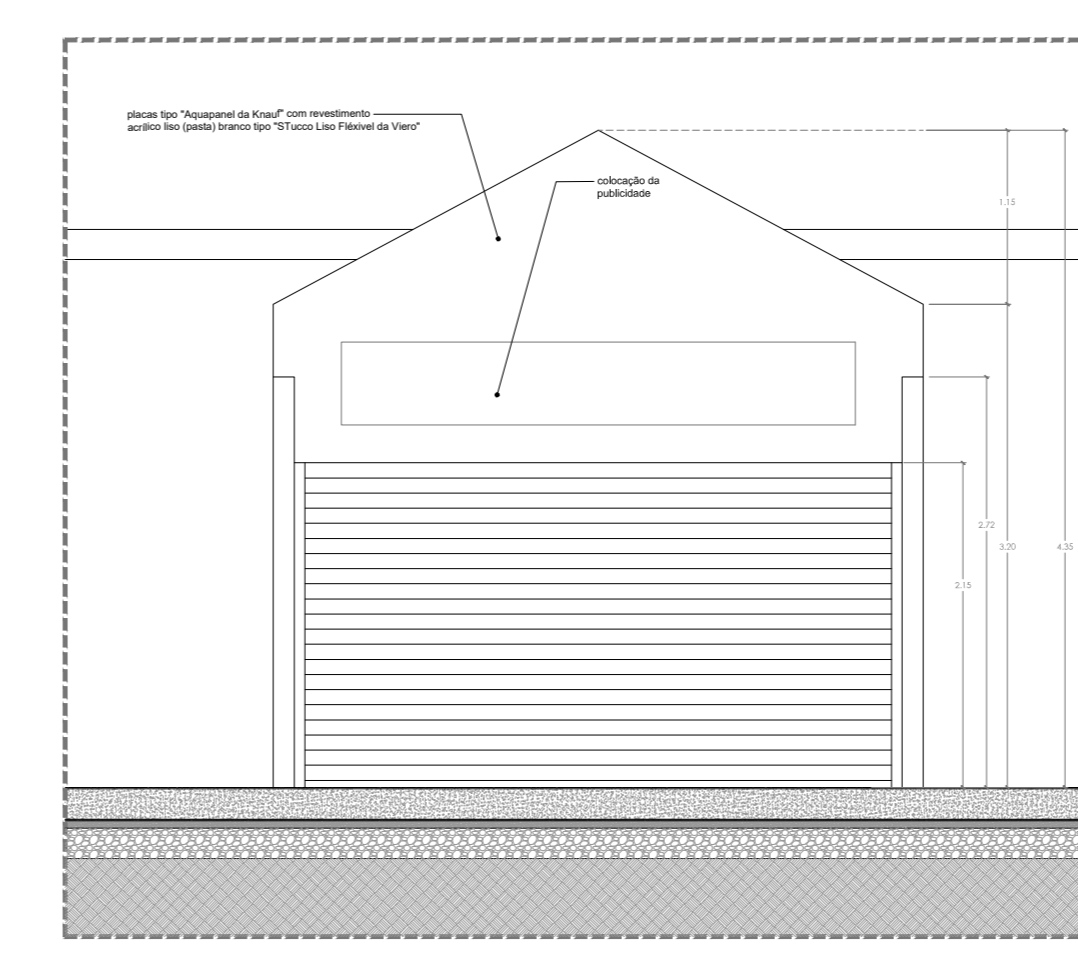 placas tipo "Aquapanel da Knauf" com revestimento
acrílico liso (pasta) branco tipo "STucco Liso Fléxivel da Viero"
colocação da
publicidade
1.15
2.72
3.20
4.35
2.15